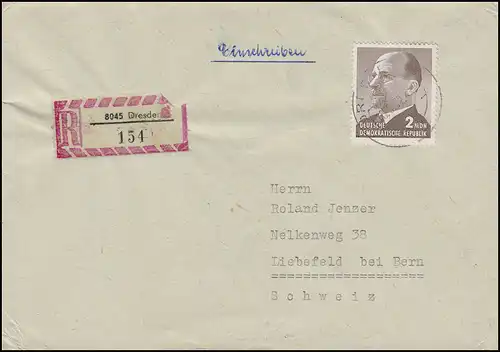 Einschreiben
R
8045 Dresden
154
2 MDN
DEUTSCHE
DEMOKRATISCHE REPUBLIK
Herrn
Roland Jenzer
Nelkenweg 38
Liebefeld bei Bern
===================
Schweiz